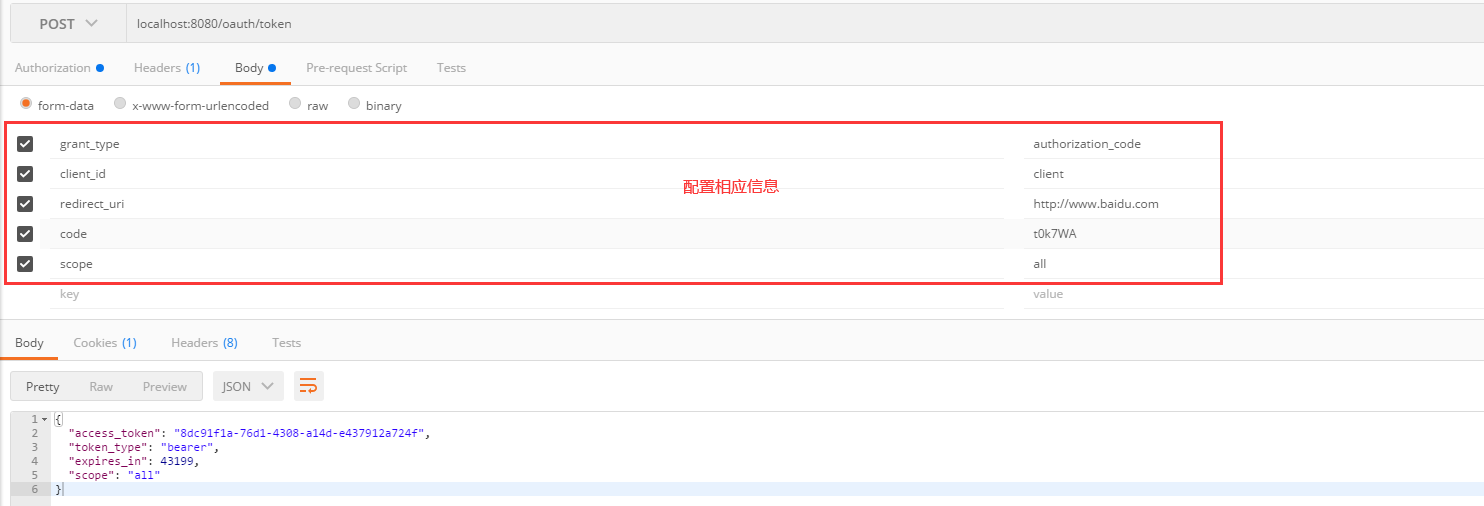 POST localhost:8080/oauth/token
Authorization Headers (1) Body Pre-request Script Tests
form-data x-www-form-urlencoded raw binary
grant_type authorization_code
client_id client
配置相应信息
redirect_uri http://www.baidu.com
code t0k7WA
scope all
key value
Body Cookies (1) Headers (8) Tests
Pretty Raw Preview JSON
1 {
2 "access_token": "8dc91f1a-76d1-4308-a14d-e437912a724f",
3 "token_type": "bearer",
4 "expires_in": 43199,
5 "scope": "all"
6 }